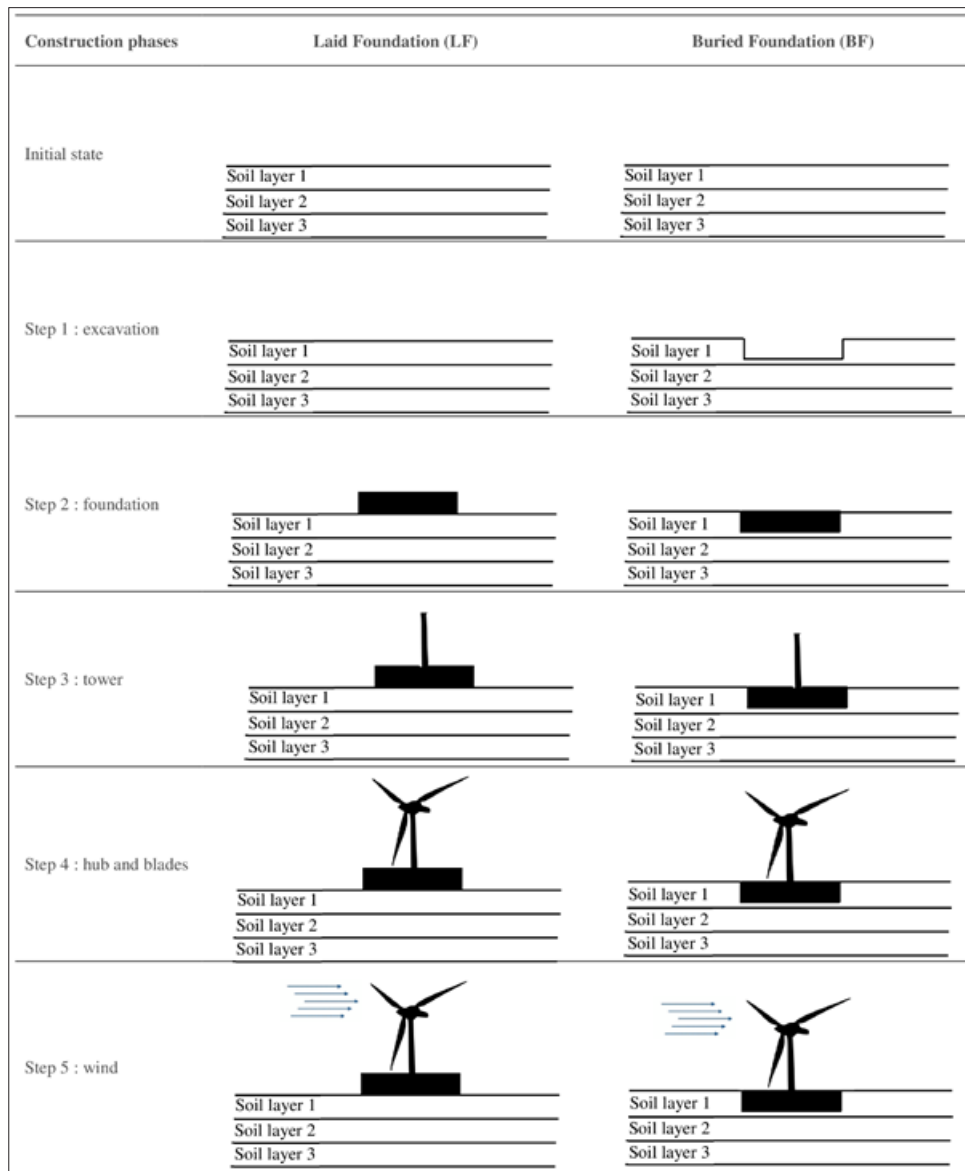 Construction phases Laid Foundation (LF) Buried Foundation (BF)
Initial state
Soil layer 1 Soil layer 1
Soil layer 2 Soil layer 2
Soil layer 3 Soil layer 3
Step 1 : excavation
Soil layer 1 Soil layer 1
Soil layer 2 Soil layer 2
Soil layer 3 Soil layer 3
Step 2 : foundation
Soil layer 1 Soil layer 1
Soil layer 2 Soil layer 2
Soil layer 3 Soil layer 3
Step 3 : tower
Soil layer 1 Soil layer 1
Soil layer 2 Soil layer 2
Soil layer 3 Soil layer 3
Step 4 : hub and blades
Soil layer 1 Soil layer 1
Soil layer 2 Soil layer 2
Soil layer 3 Soil layer 3
Step 5 : wind
Soil layer 1 Soil layer 1
Soil layer 2 Soil layer 2
Soil layer 3 Soil layer 3